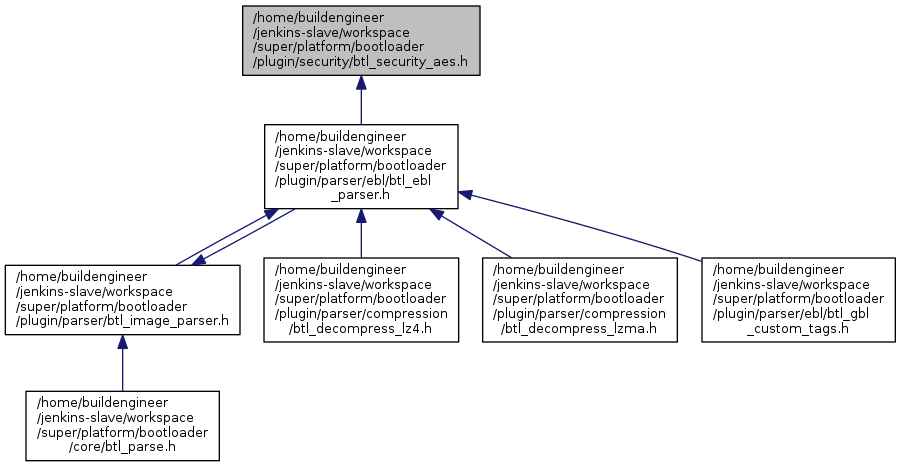 /home/buildengineer
/jenkins-slave/workspace
/super/platform/bootloader
/plugin/security/btl_security_aes.h
/home/buildengineer
/jenkins-slave/workspace
/super/platform/bootloader
/plugin/parser/ebl/btl_ebl
_parser.h
/home/buildengineer
/jenkins-slave/workspace
/super/platform/bootloader
/plugin/parser/btl_image_parser.h
/home/buildengineer
/jenkins-slave/workspace
/super/platform/bootloader
/plugin/parser/compression
/btl_decompress_lz4.h
/home/buildengineer
/jenkins-slave/workspace
/super/platform/bootloader
/plugin/parser/compression
/btl_decompress_lzma.h
/home/buildengineer
/jenkins-slave/workspace
/super/platform/bootloader
/plugin/parser/ebl/btl_gbl
_custom_tags.h
/home/buildengineer
/jenkins-slave/workspace
/super/platform/bootloader
/core/btl_parse.h